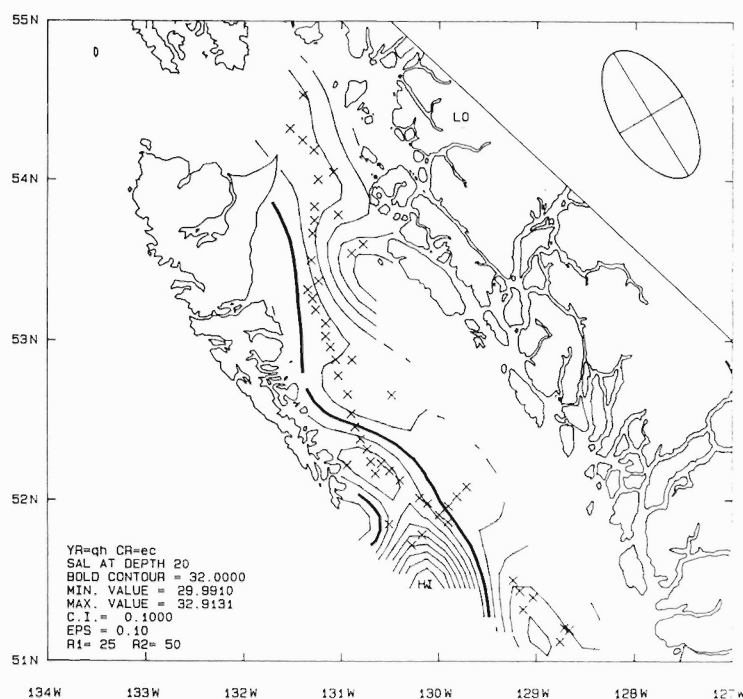 55N
LO
54N
53N
52N
YR=qh CR=ec
SAL AT DEPTH 20
BOLD CONTOUR = 32.0000
MIN. VALUE = 29.9910
MAX. VALUE = 32.9131
C.I.= 0.1000
EPS = 0.10
R1= 25 R2= 50
HI
51N
134W 133W 132W 131W 130W 129W 128W 127W